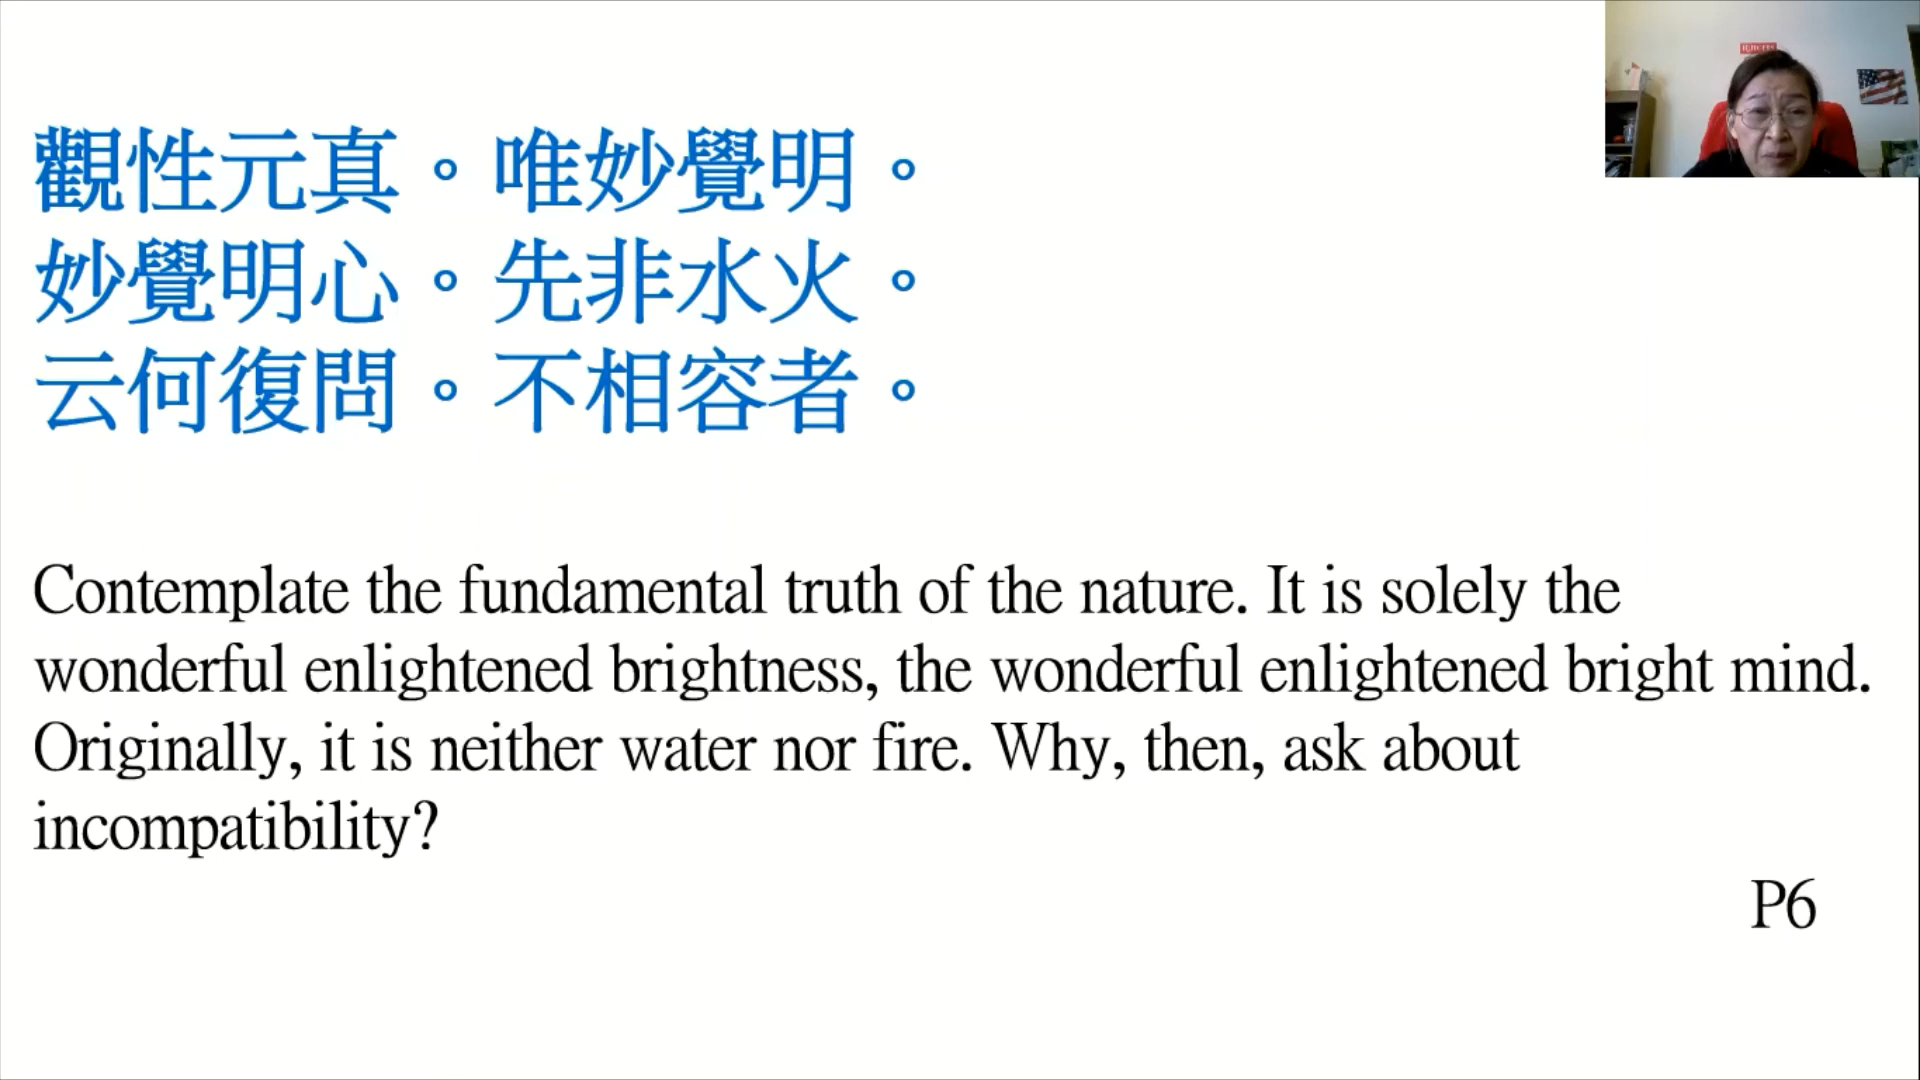 觀性元真。唯妙覺明。
妙覺明心。先非水火。
云何復問。不相容者。
Contemplate the fundamental truth of the nature. It is solely the
wonderful enlightened brightness, the wonderful enlightened bright mind.
Originally, it is neither water nor fire. Why, then, ask about
incompatibility?
P6